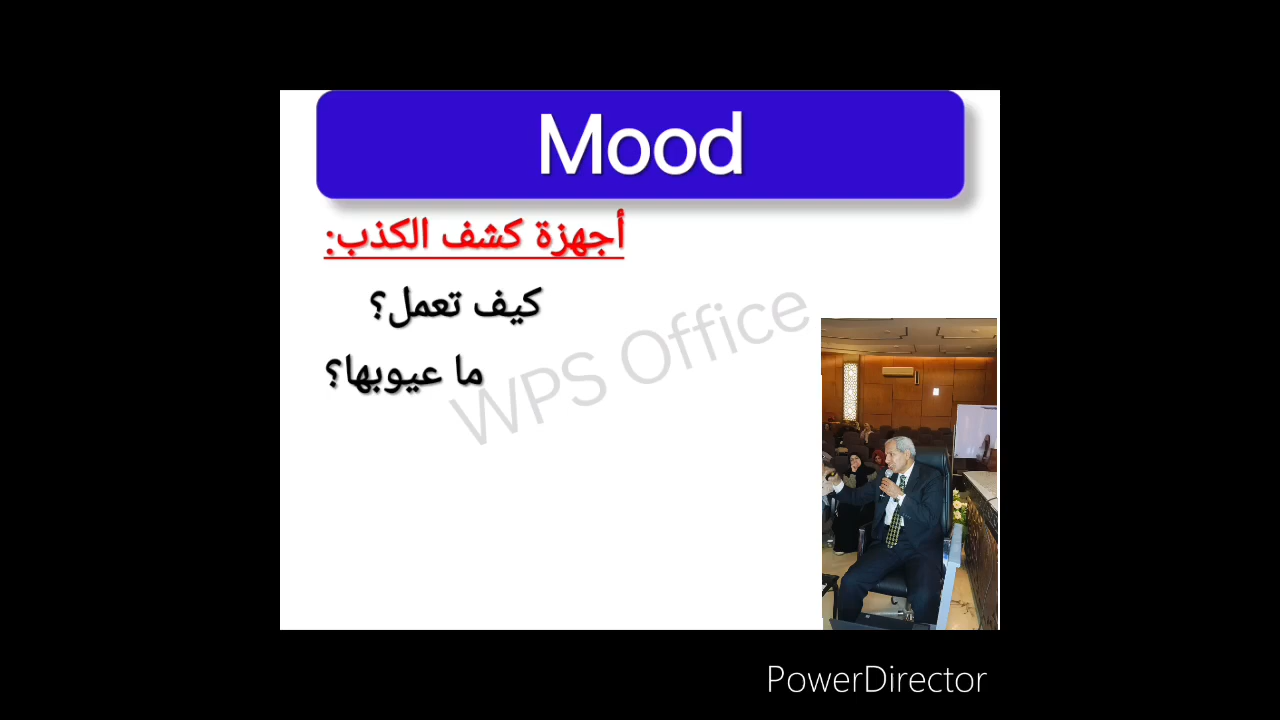 Mood
أجهزة كشف الكذب:
كيف تعمل؟
ما عيوبها؟
WPS Office
PowerDirector